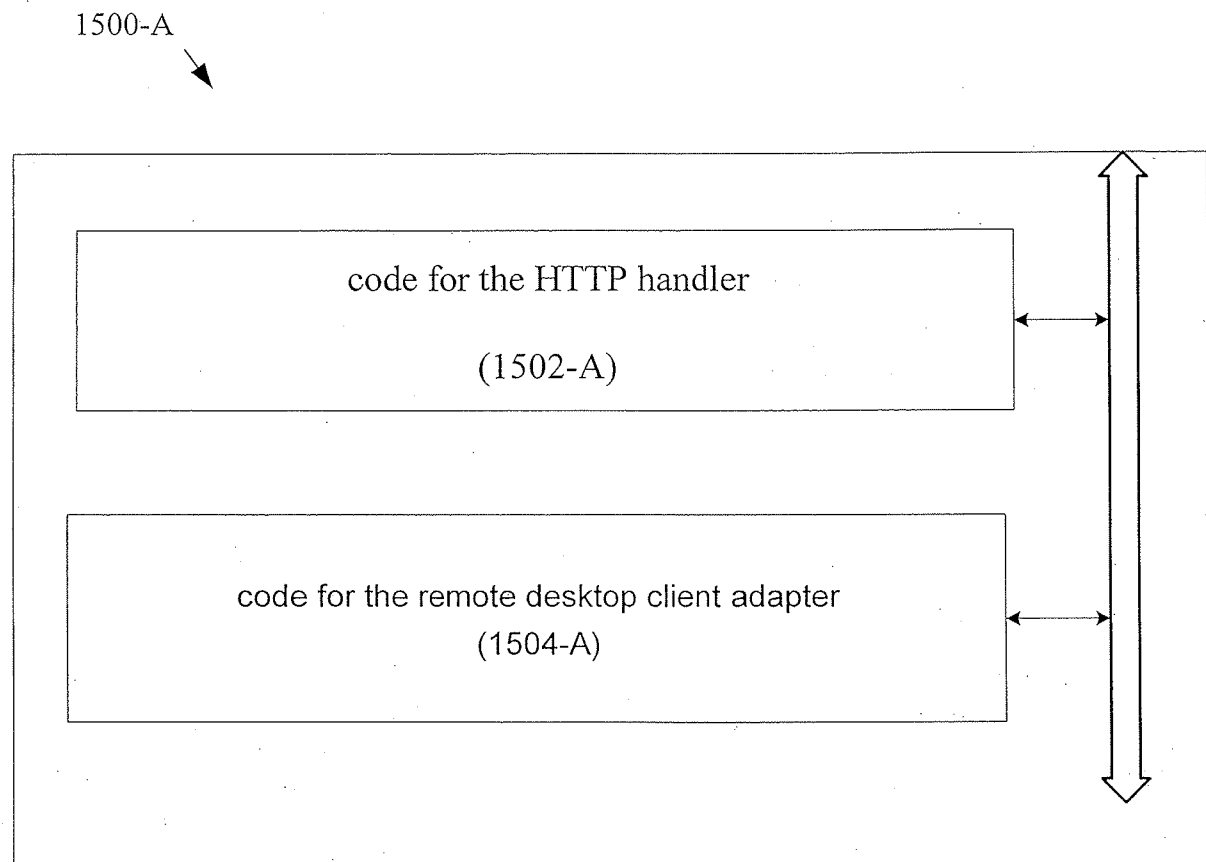 1500-A
code for the HTTP handler
(1502-A)
code for the remote desktop client adapter
(1504-A)